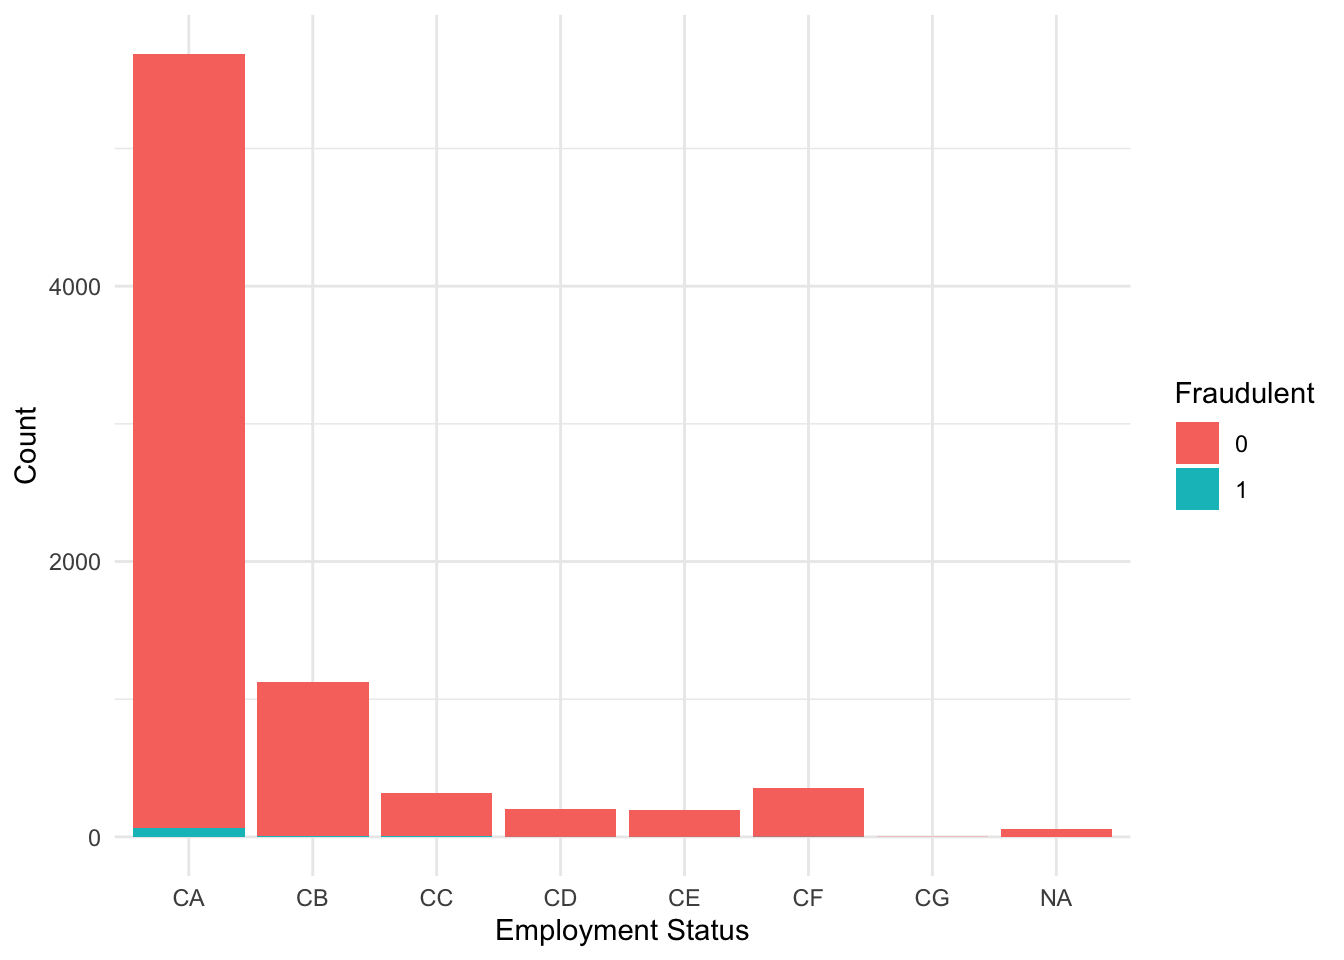 4000
2000
0
Count
CA CB CC CD CE CF CG NA
Employment Status
Fraudulent
0
1